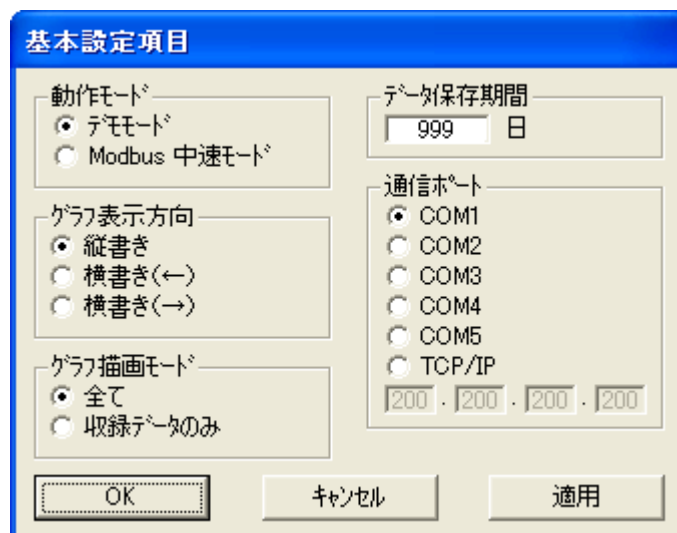 基本設定項目
動作ﾓｰﾄﾞ
ﾃﾞﾓﾓｰﾄﾞ
Modbus 中速ﾓｰﾄﾞ
ｸﾞﾗﾌ表示方向
縦書き
横書き(←)
横書き(→)
ｸﾞﾗﾌ描画ﾓｰﾄﾞ
全て
収録ﾃﾞｰﾀのみ
ﾃﾞｰﾀ保存期間
999 日
通信ﾎﾟｰﾄ
COM1
COM2
COM3
COM4
COM5
TCP/IP
200 . 200 . 200 . 200
OK
ｷｬﾝｾﾙ
適用